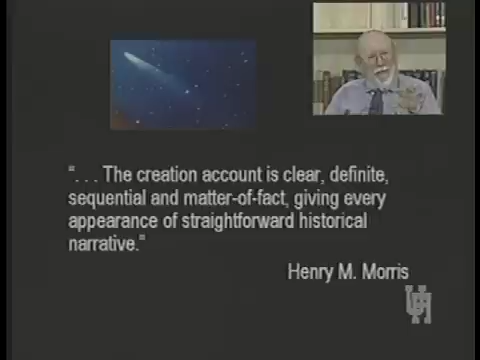 ". . . The creation account is clear, definite,
sequential and matter-of-fact, giving every
appearance of straightforward historical
narrative."
Henry M. Morris
UH